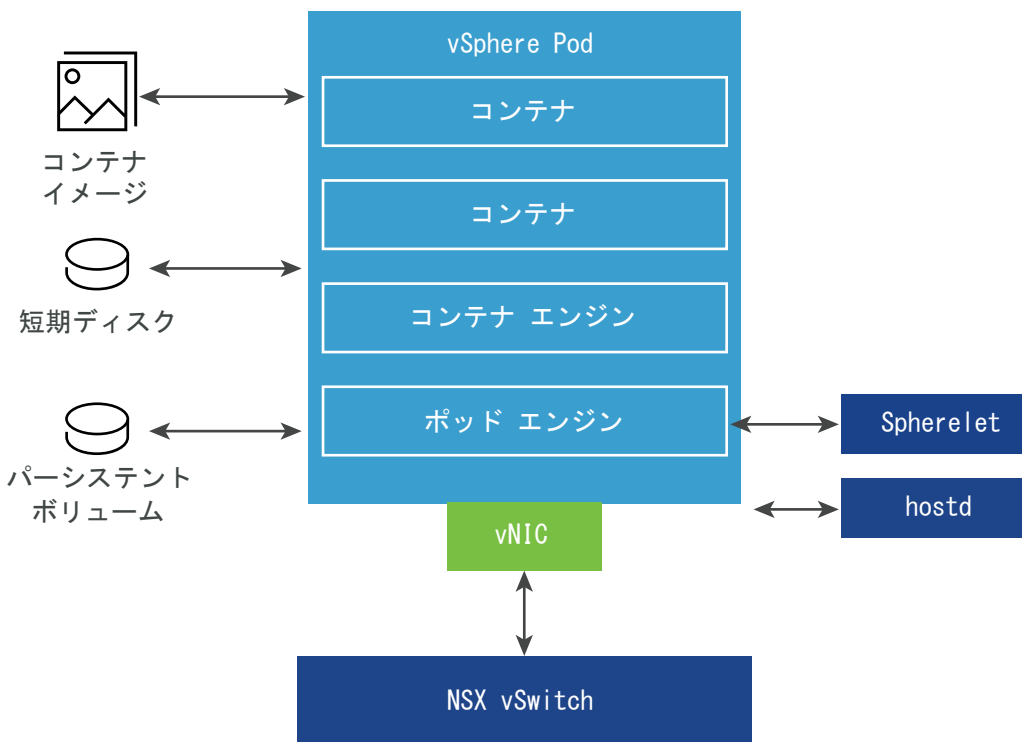 vSphere Pod
コンテナ
コンテナ
コンテナ エンジン
ポッド エンジン
コンテナ
イメージ
短期ディスク
パーシステント
ボリューム
Spherelet
hostd
vNIC
NSX vSwitch